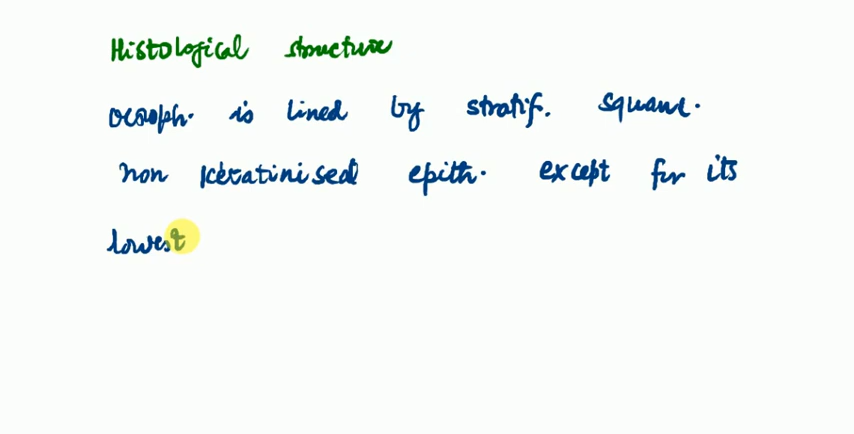 Histological structure
oesoph. is lined by stratif. squam.
non keratinised epith. except for its
lowest